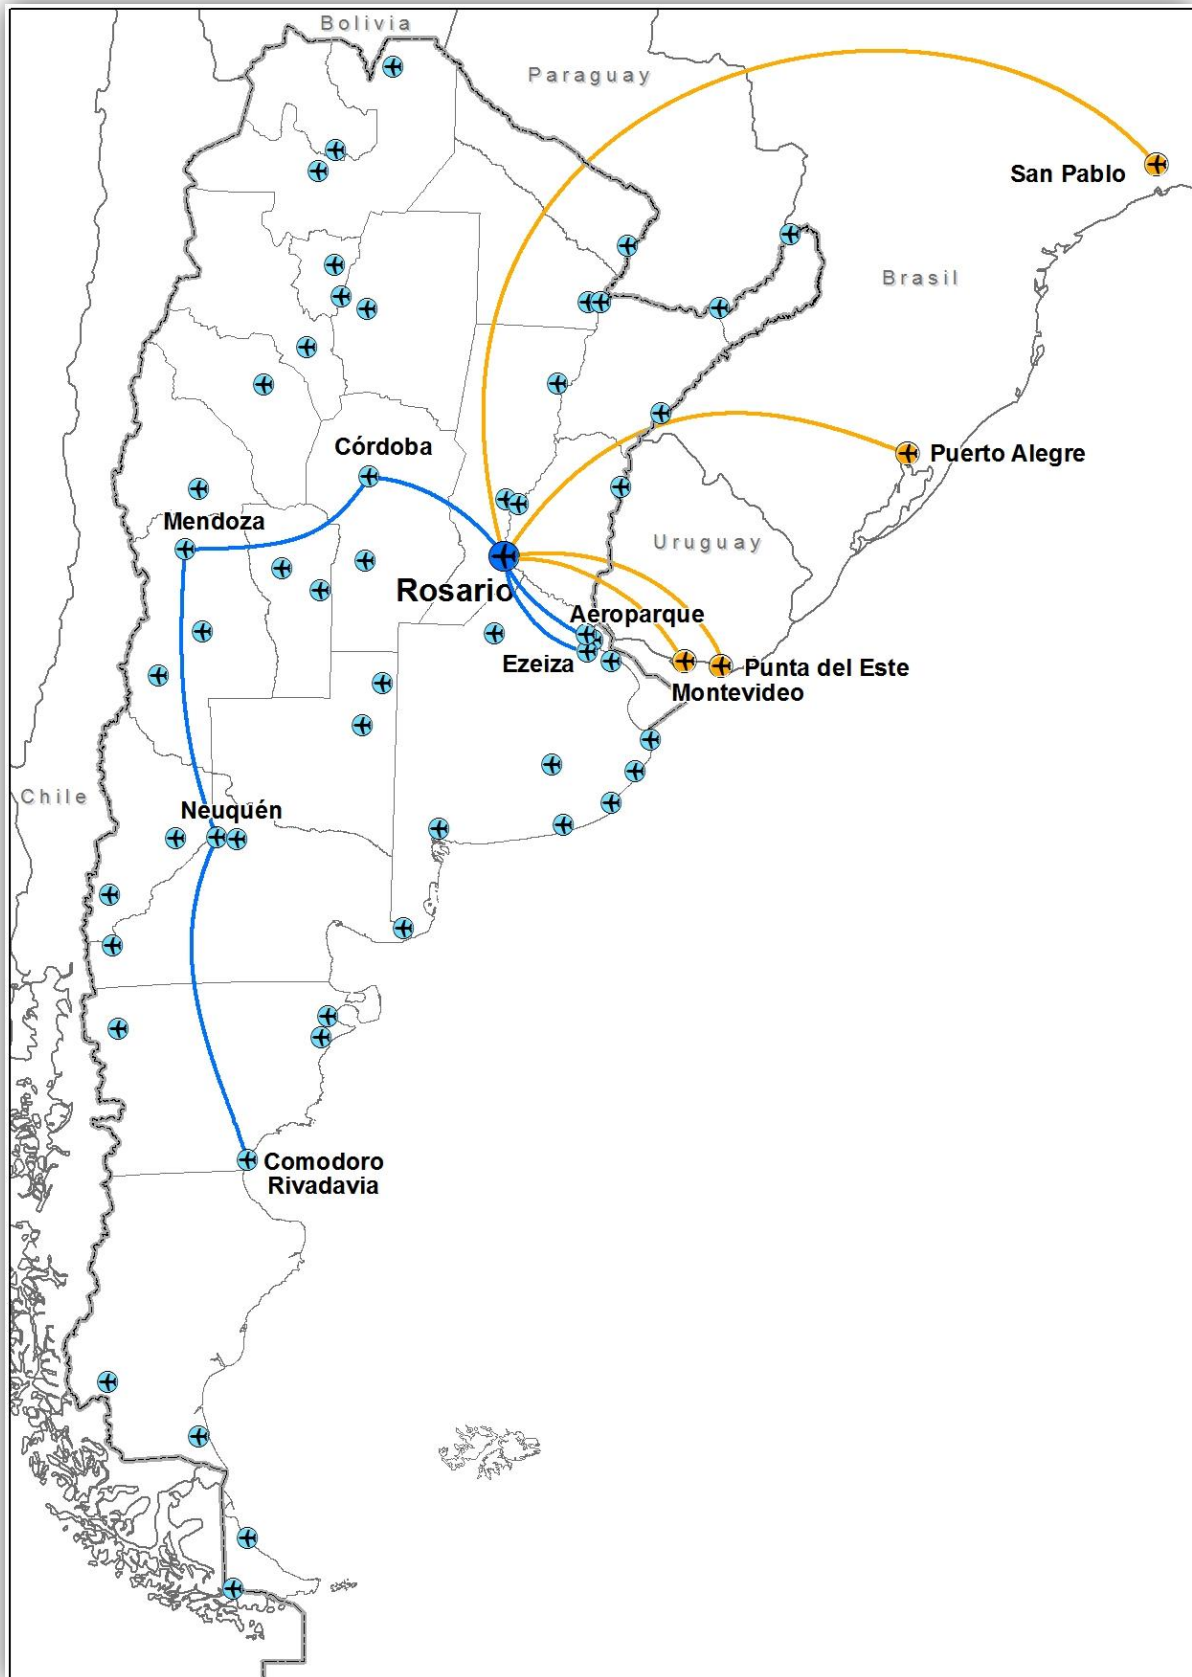 Bolivia
Paraguay
San Pablo
Brasil
Córdoba
Puerto Alegre
Mendoza
Uruguay
Rosario
Aeroparque
Ezeiza
Punta del Este
Montevideo
Chile
Neuquén
Comodoro
Rivadavia